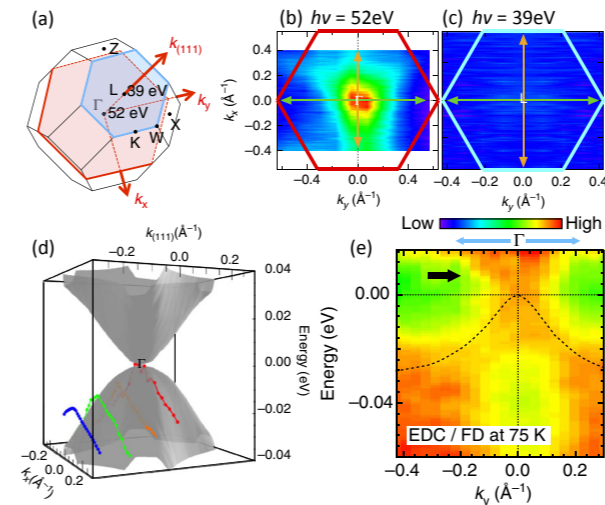 (a)
Z
k(111)
L
39 eV
Γ
52 eV
ky
X
W
K
kx
(b) hν = 52eV
kx (Å⁻¹)
0.4
0.2
0.0
−0.2
−0.4
Γ
−0.4 0.0 0.4
ky (Å⁻¹)
(c) hν = 39eV
L
−0.2 0.0 0.2 0.4
ky (Å⁻¹)
Low High
(d)
k(111)(Å⁻¹)
−0.2 0.0
0.04
0.02
0.00
−0.02
−0.04
Energy (eV)
Γ
−0.2
0.0
0.2
kx(Å⁻¹)
(e)
Γ
Energy (eV)
0.00
−0.04
EDC / FD at 75 K
−0.4 −0.2 0.0 0.2
ky (Å⁻¹)